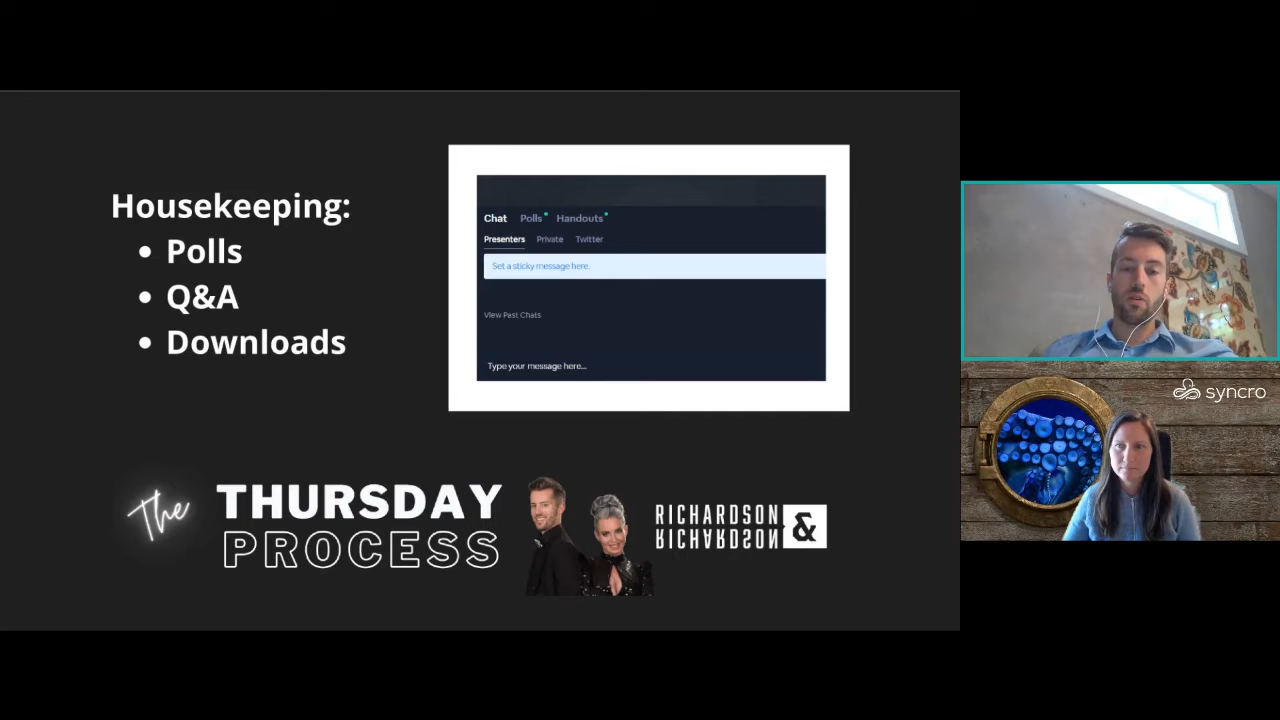 Housekeeping:
• Polls
• Q&A
• Downloads
Chat Polls Handouts
Presenters Private Twitter
Set a sticky message here.
View Past Chats
Type your message here...
The THURSDAY
PROCESS
RICHARDSON
&
RICHARDSON
syncro